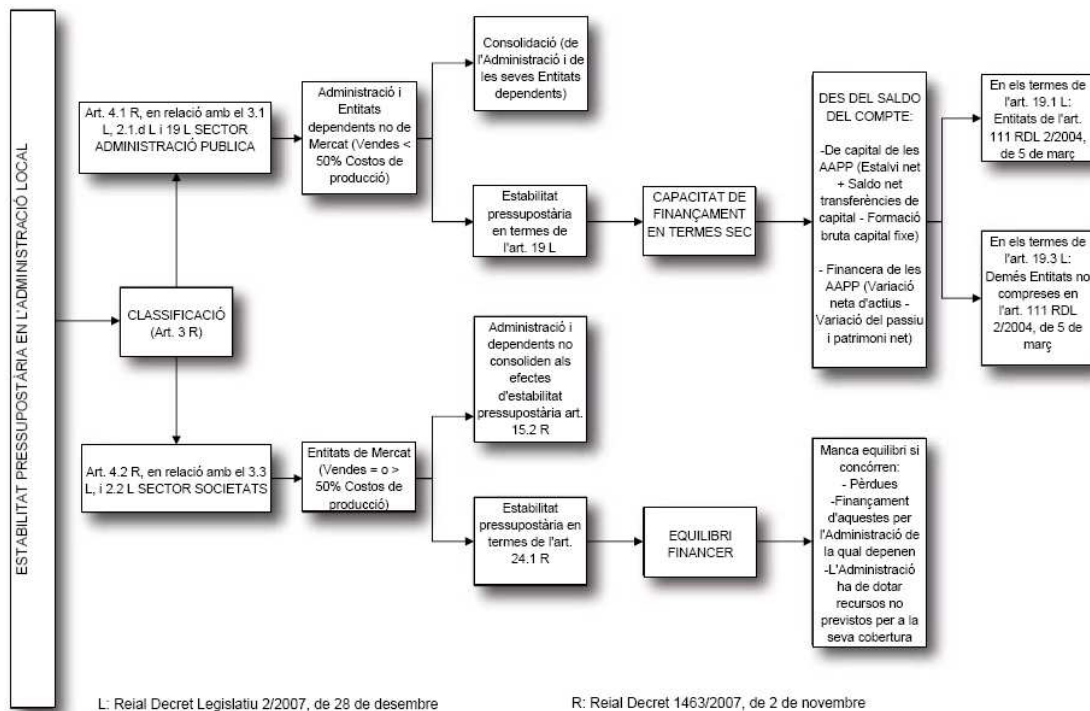 ESTABILITAT PRESSUPOSTÀRIA EN L'ADMINISTRACIÓ LOCAL
CLASSIFICACIÓ
(Art. 3 R)
Art. 4.1 R, en relació amb el 3.1
L, 2.1.d L i 19 L SECTOR
ADMINISTRACIÓ PUBLICA
Administració i
Entitats
dependents no de
Mercat (Vendes <
50% Costos de
producció)
Consolidació (de
l'Administració i de
les seves Entitats
dependents)
Estabilitat
pressupostària
en termes de
l'art. 19 L
CAPACITAT DE
FINANÇAMENT
EN TERMES SEC
DES DEL SALDO
DEL COMPTE:
-De capital de les
AAPP (Estalvi net
+ Saldo net
transferències de
capital - Formació
bruta capital fixe)
- Financera de les
AAPP (Variació
neta d'actius -
Variació del passiu
i patrimoni net)
En els termes de
l'art. 19.1 L:
Entitats de l'art.
111 RDL 2/2004,
de 5 de març
En els termes de
l'art. 19.3 L:
Demés Entitats no
compreses en
l'art. 111 RDL
2/2004, de 5 de
març
Art. 4.2 R, en relació amb el 3.3
L, i 2.2 L SECTOR SOCIETATS
Entitats de Mercat
(Vendes = o >
50% Costos de
producció)
Administració i
dependents no
consoliden als
efectes
d'estabilitat
pressupostària art.
15.2 R
Estabilitat
pressupostària en
termes de l'art.
24.1 R
EQUILIBRI
FINANCER
Manca equilibri si
concórren:
- Pèrdues
-Finançament
d'aquestes per
l'Administració de
la qual depenen
-L'Administració
ha de dotar
recursos no
previstos per a la
seva cobertura
L: Reial Decret Legislatiu 2/2007, de 28 de desembre
R: Reial Decret 1463/2007, de 2 de novembre